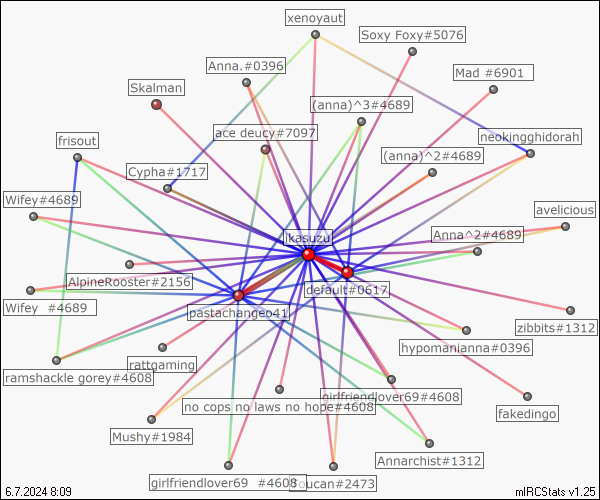 xenoyaut
Soxy Foxy#5076
Anna.#0396
Mad #6901
Skalman
(anna)^3#4689
ace deucy#7097
neokingghidorah
frisout
(anna)^2#4689
Cypha#1717
Wifey#4689
avelicious
ikasuzu
Anna^2#4689
AlpineRooster#2156
default#0617
Wifey #4689
pastachangeo41
zibbits#1312
hypomanianna#0396
rattgaming
ramshackle gorey#4608
girlfriendlover69#4608
no cops no laws no hope#4608
fakedingo
Mushy#1984
Annarchist#1312
girlfriendlover69 #4608
oucan#2473
6.7.2024 8:09
mIRCStats v1.25